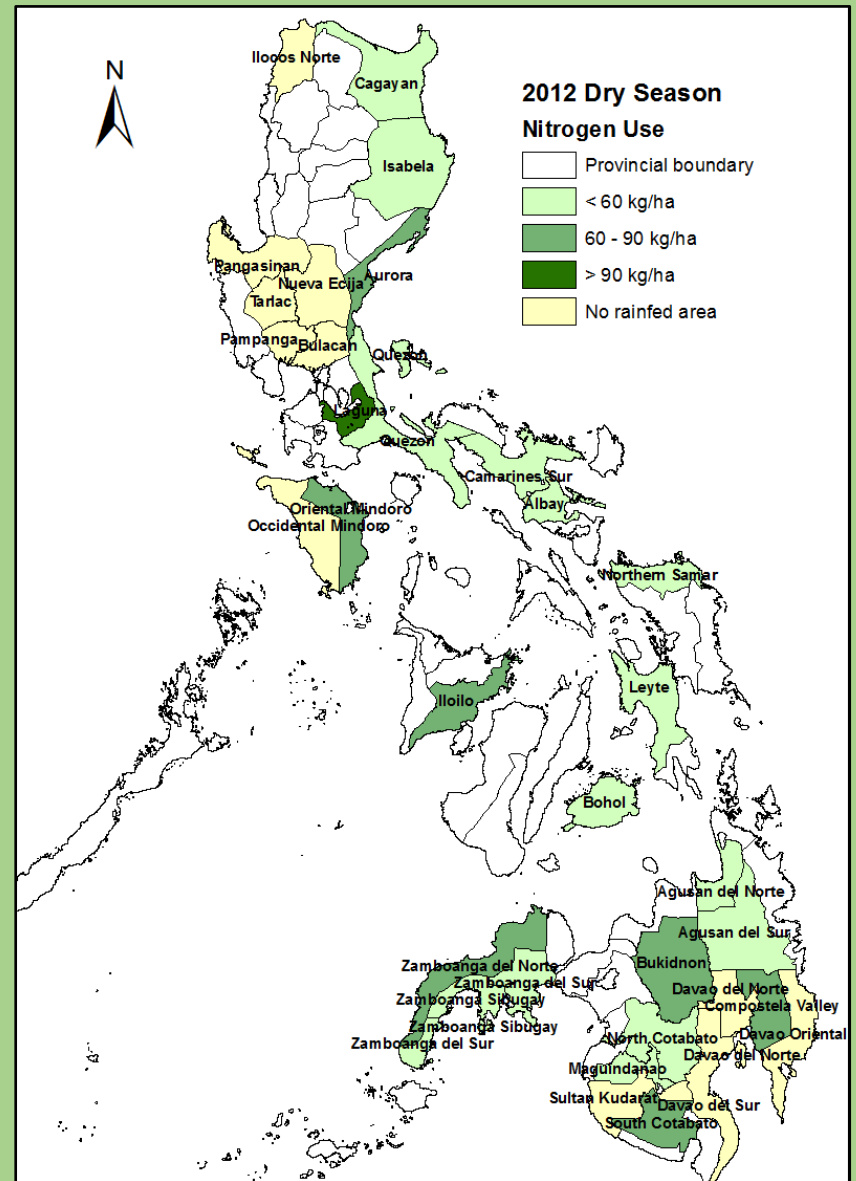 Ilocos Norte
N
Cagayan
2012 Dry Season
Nitrogen Use
Provincial boundary
Isabela
< 60 kg/ha
60 - 90 kg/ha
> 90 kg/ha
No rainfed area
Pangasinan
Aurora
Nueva Ecija
Tarlac
Pampanga
Bulacan
Quezon
Laguna
Quezon
Camarines Sur
Albay
Oriental Mindoro
Occidental Mindoro
Northern Samar
Leyte
Iloilo
Bohol
Agusan del Norte
Agusan del Sur
Bukidnon
Zamboanga del Norte
Zamboanga del Sur
Davao del Norte
Zamboanga Sibugay
Compostela Valley
Zamboanga Sibugay
Davao Oriental
Zamboanga del Sur
North Cotabato
Davao del Norte
Maguindanao
Sultan Kudarat
Davao del Sur
South Cotabato